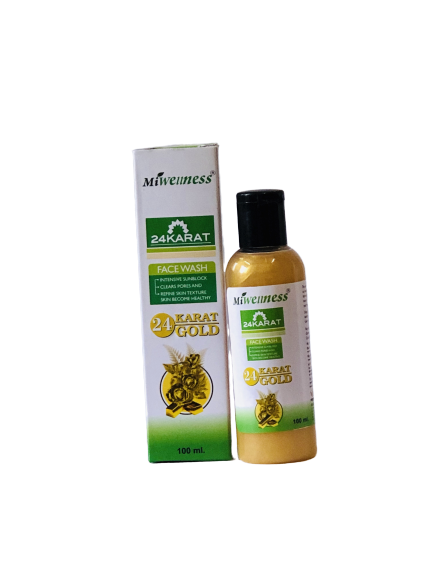 MiWellness®
24KARAT
FACE WASH
INTENSIVE SUNBLOCK
CLEARS PORES AND
REFINE SKIN TEXTURE
SKIN BECOME HEALTHY
24 KARAT
GOLD
100 ml.
MiWellness®
24KARAT
FACE WASH
24 KARAT
GOLD
100 ml.